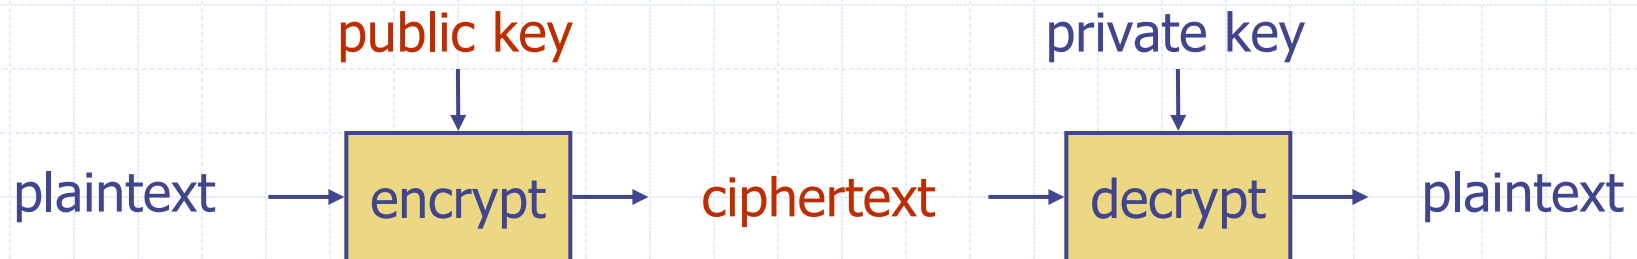 public key
private key
plaintext
encrypt
ciphertext
decrypt
plaintext